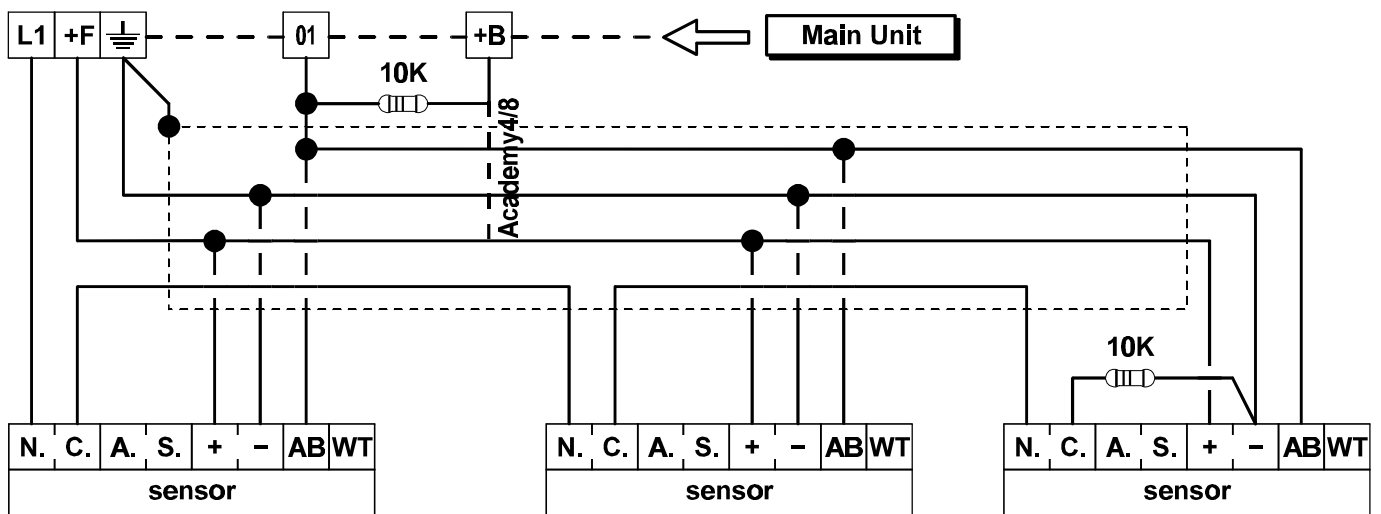 L1 +F 01 +B Main Unit
10K
Academy4/8
10K
N. C. A. S. + − AB WT N. C. A. S. + − AB WT N. C. A. S. + − AB WT
sensor sensor sensor